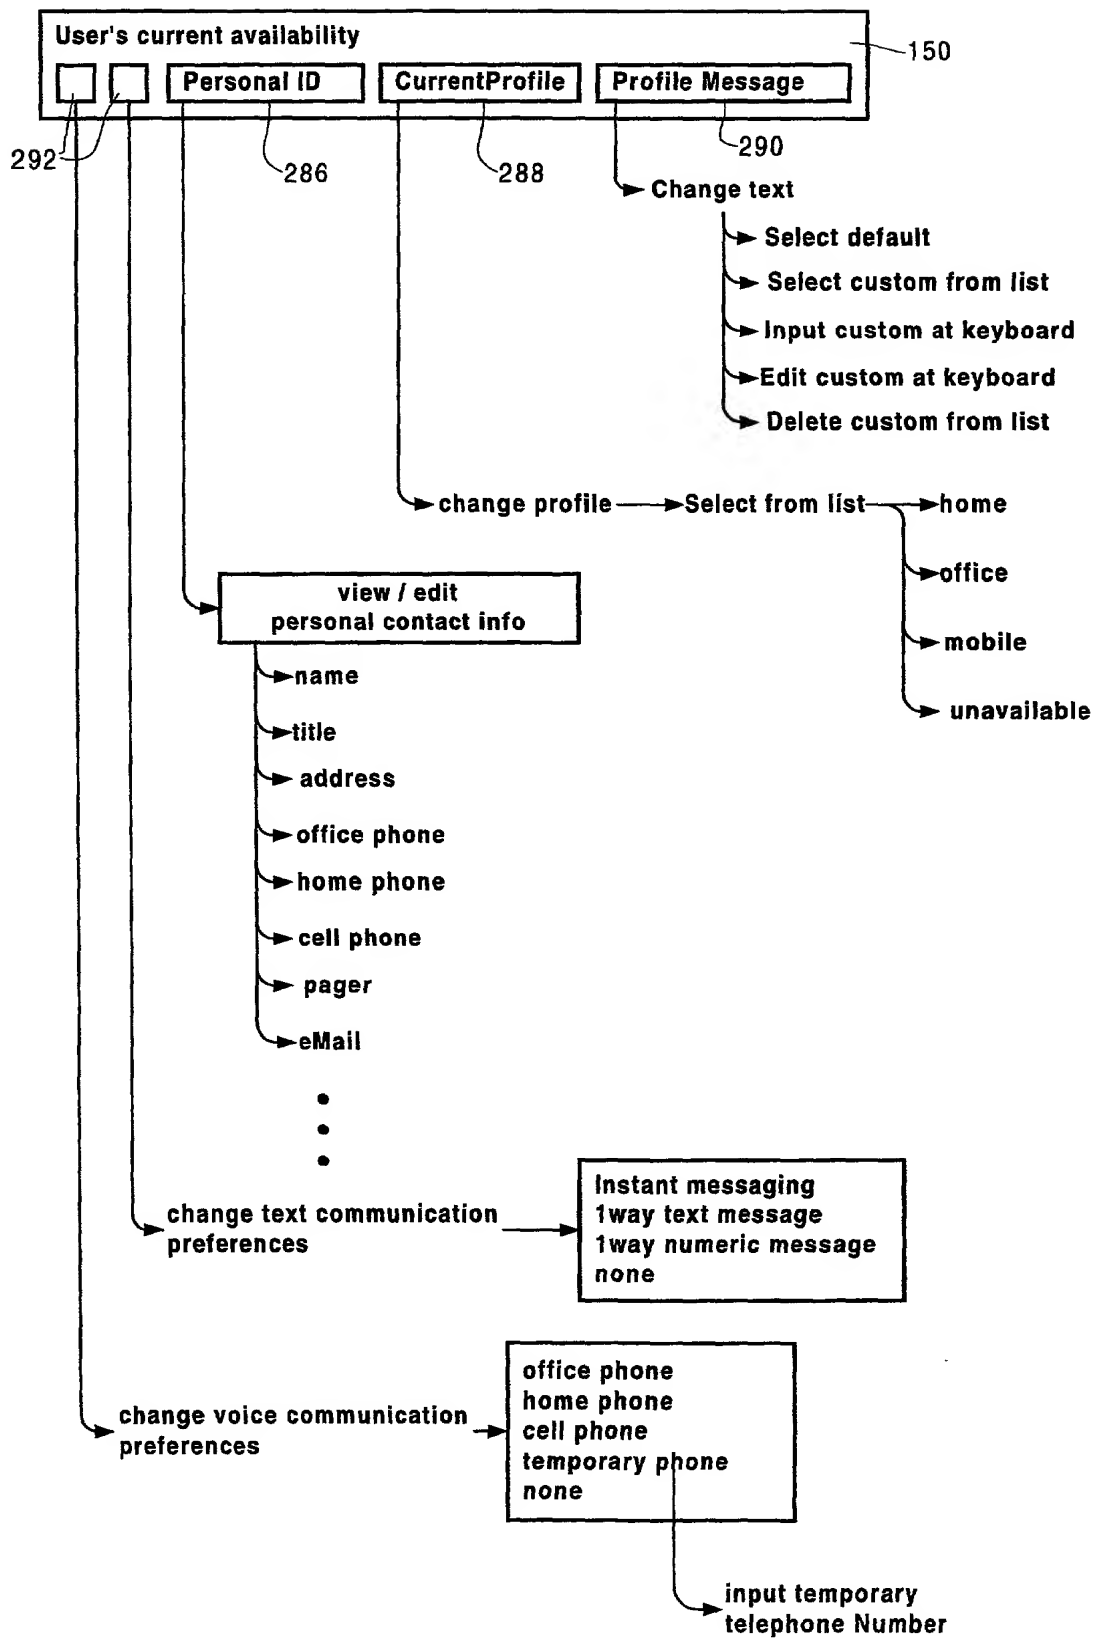 User's current availability
150
Personal ID
CurrentProfile
Profile Message
292
286
288
290
Change text
Select default
Select custom from list
Input custom at keyboard
Edit custom at keyboard
Delete custom from list
change profile
Select from list
home
office
mobile
unavailable
view / edit
personal contact info
name
title
address
office phone
home phone
cell phone
pager
eMail
change text communication
preferences
Instant messaging
1way text message
1way numeric message
none
change voice communication
preferences
office phone
home phone
cell phone
temporary phone
none
input temporary
telephone Number